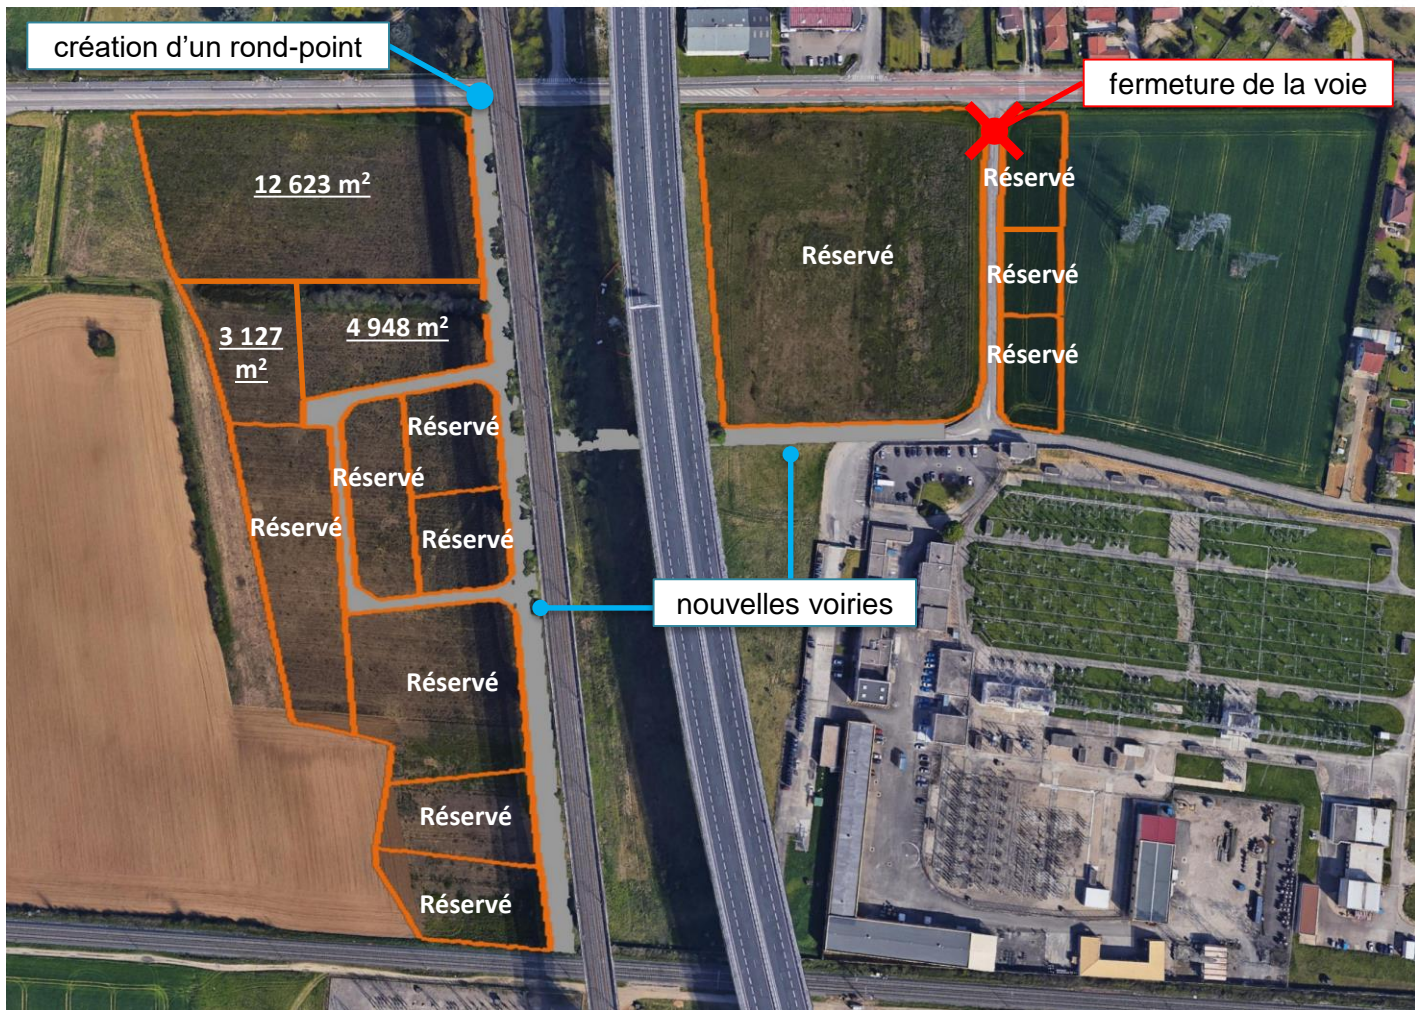 création d’un rond-point
fermeture de la voie
12 623 m²
Réservé
Réservé
Réservé
3 127
m²
4 948 m²
Réservé
Réservé
Réservé
Réservé
Réservé
nouvelles voiries
Réservé
Réservé
Réservé